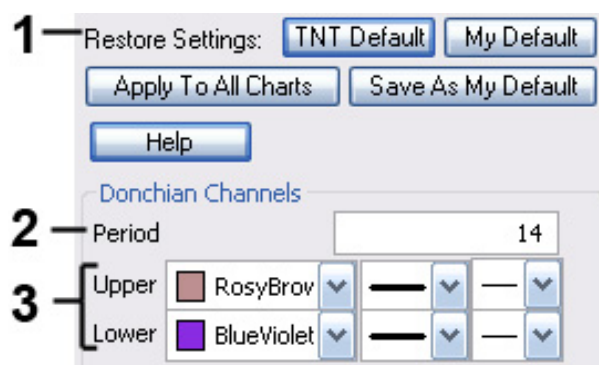 1 Restore Settings: TNT Default My Default
Apply To All Charts Save As My Default
Help
Donchian Channels
2 Period 14
3
Upper RosyBrov
Lower BlueViolet